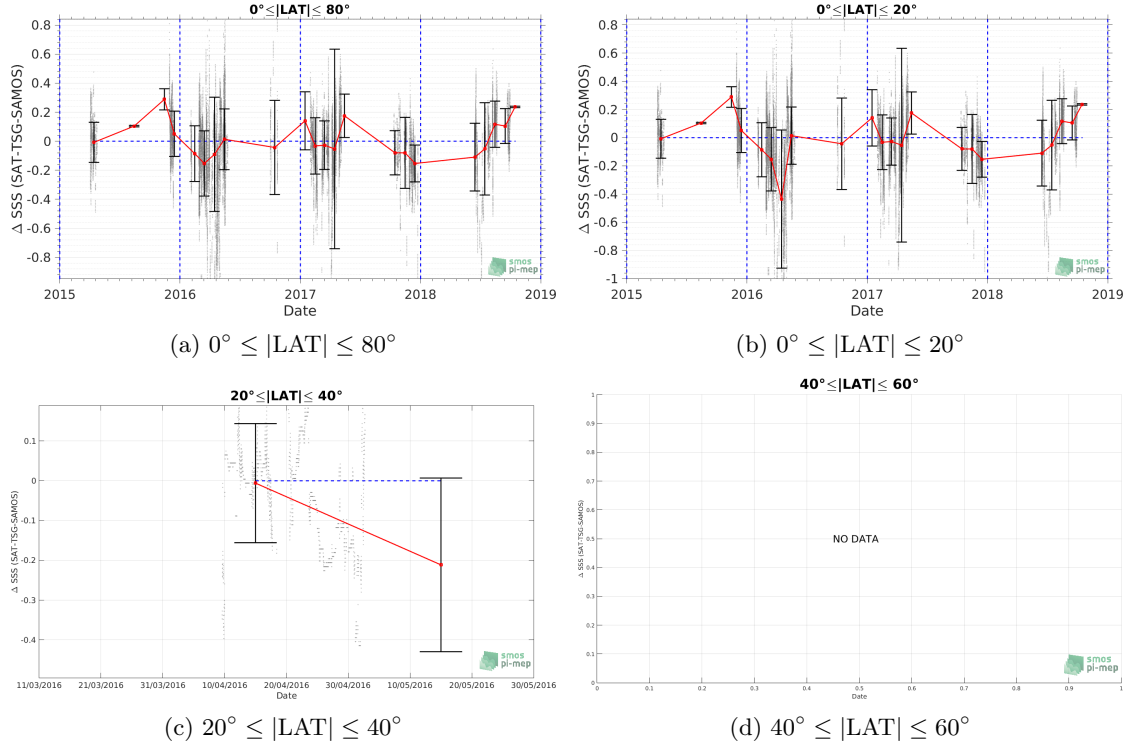 0°≤|LAT|≤ 80°
Δ SSS (SAT-TSG-SAMOS)
0.8
0.6
0.4
0.2
0
-0.2
-0.4
-0.6
-0.8
2015 2016 2017 2018 2019
Date
smos
pi-mep
(a) 0° ≤ |LAT| ≤ 80°
0°≤|LAT|≤ 20°
Δ SSS (SAT-TSG-SAMOS)
0.8
0.6
0.4
0.2
0
-0.2
-0.4
-0.6
-0.8
-1
2015 2016 2017 2018 2019
Date
smos
pi-mep
(b) 0° ≤ |LAT| ≤ 20°
20°≤|LAT|≤ 40°
Δ SSS (SAT-TSG-SAMOS)
0.1
0
-0.1
-0.2
-0.3
-0.4
11/03/2016 21/03/2016 31/03/2016 10/04/2016 20/04/2016 30/04/2016 10/05/2016 20/05/2016 30/05/2016
Date
smos
pi-mep
(c) 20° ≤ |LAT| ≤ 40°
40°≤|LAT|≤ 60°
Δ SSS (SAT-TSG-SAMOS)
1
0.9
0.8
0.7
0.6
0.5
0.4
0.3
0.2
0.1
0
NO DATA
0 0.1 0.2 0.3 0.4 0.5 0.6 0.7 0.8 0.9 1
Date
smos
pi-mep
(d) 40° ≤ |LAT| ≤ 60°